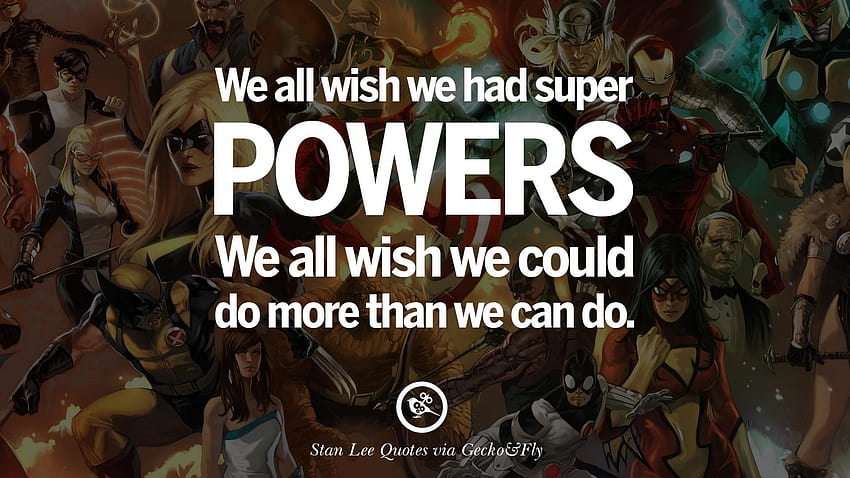 We all wish we had super
POWERS
We all wish we could
do more than we can do.
Stan Lee Quotes via Gecko&Fly